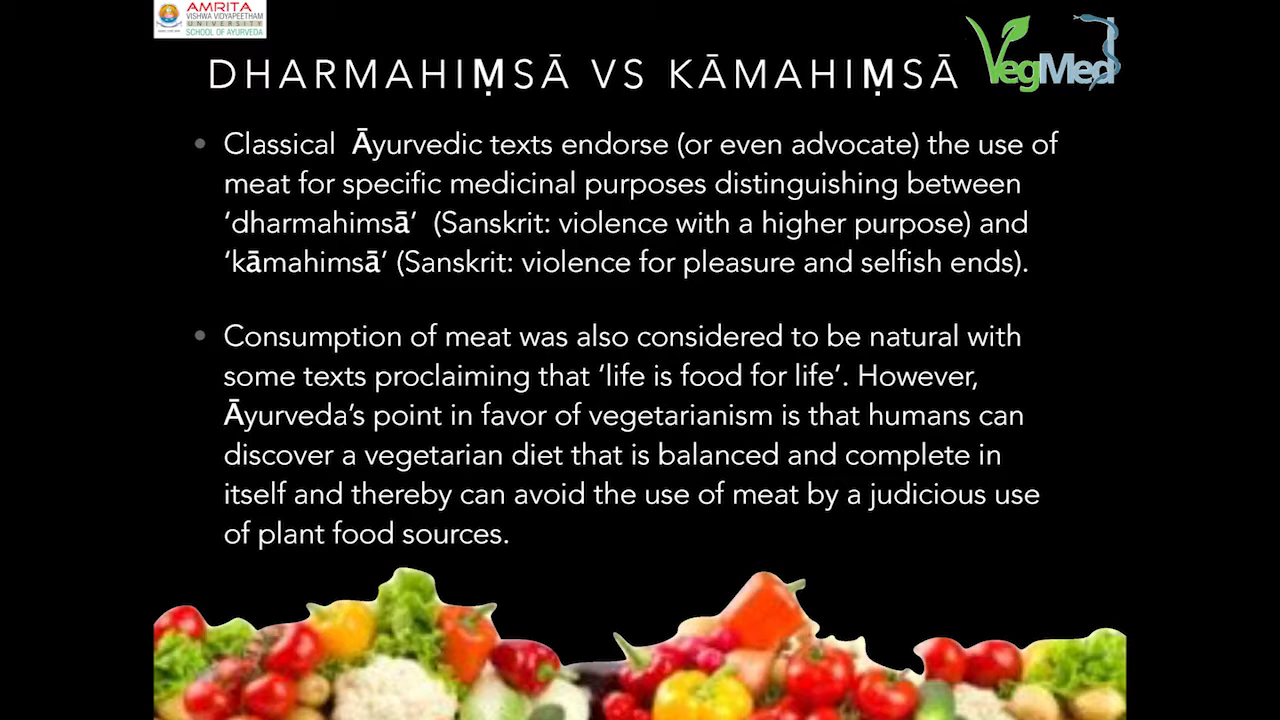 AMRITA
VISHWA VIDYAPEETHAM
UNIVERSITY
SCHOOL OF AYURVEDA
VegMed
DHARMAHIṂSĀ VS KĀMAHIṂSĀ
• Classical Āyurvedic texts endorse (or even advocate) the use of
meat for specific medicinal purposes distinguishing between
‘dharmahimsā‘ (Sanskrit: violence with a higher purpose) and
‘kāmahimsā’ (Sanskrit: violence for pleasure and selfish ends).
• Consumption of meat was also considered to be natural with
some texts proclaiming that ‘life is food for life’. However,
Āyurveda’s point in favor of vegetarianism is that humans can
discover a vegetarian diet that is balanced and complete in
itself and thereby can avoid the use of meat by a judicious use
of plant food sources.